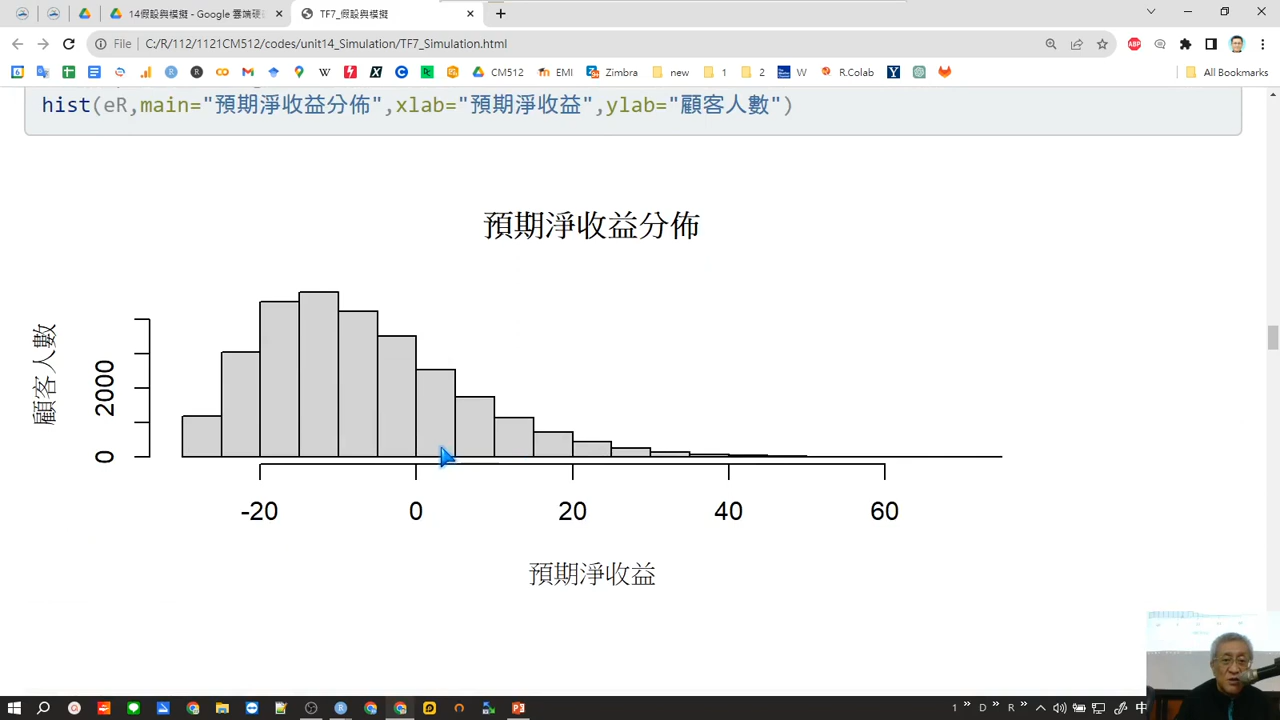 14假設與模擬 - Google 雲端硬
TF7_假設與模擬
File C:/R/112/1121CM512/codes/unit14_Simulation/TF7_Simulation.html
CM512 EMI Zimbra new 1 2 W R.Colab All Bookmarks
hist(eR,main="預期淨收益分佈",xlab="預期淨收益",ylab="顧客人數")
預期淨收益分佈
顧客人數
2000
0
-20 0 20 40 60
預期淨收益
1 D R 中